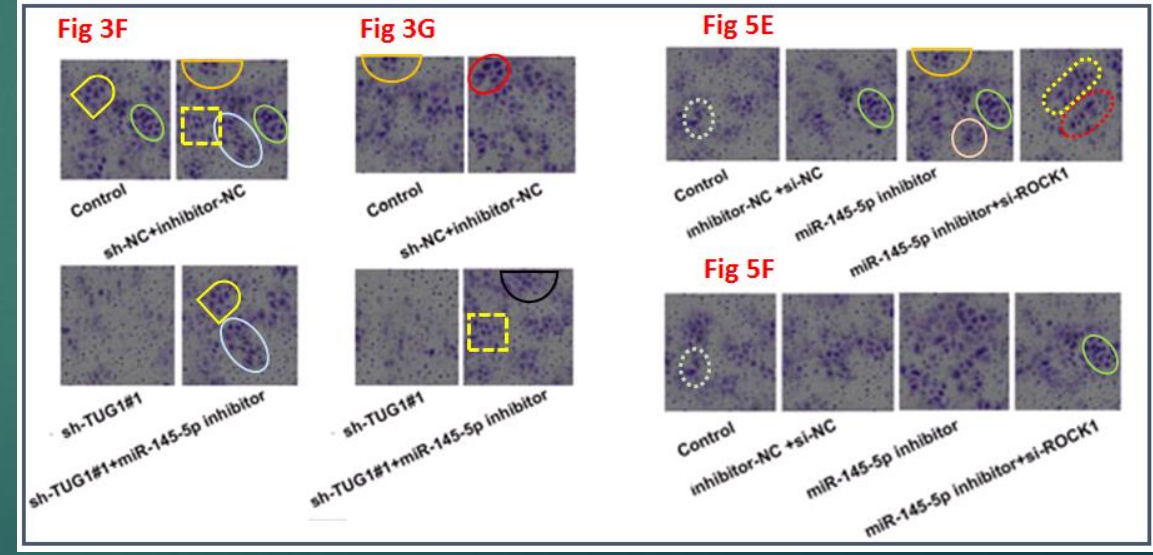 Fig 3F
Fig 3G
Fig 5E
Control
sh-NC+inhibitor-NC
Control
sh-NC+inhibitor-NC
Control
inhibitor-NC +si-NC
miR-145-5p inhibitor
miR-145-5p inhibitor+si-ROCK1
Fig 5F
sh-TUG1#1
sh-TUG1#1+miR-145-5p inhibitor
sh-TUG1#1
sh-TUG1#1+miR-145-5p inhibitor
Control
inhibitor-NC +si-NC
miR-145-5p inhibitor
miR-145-5p inhibitor+si-ROCK1